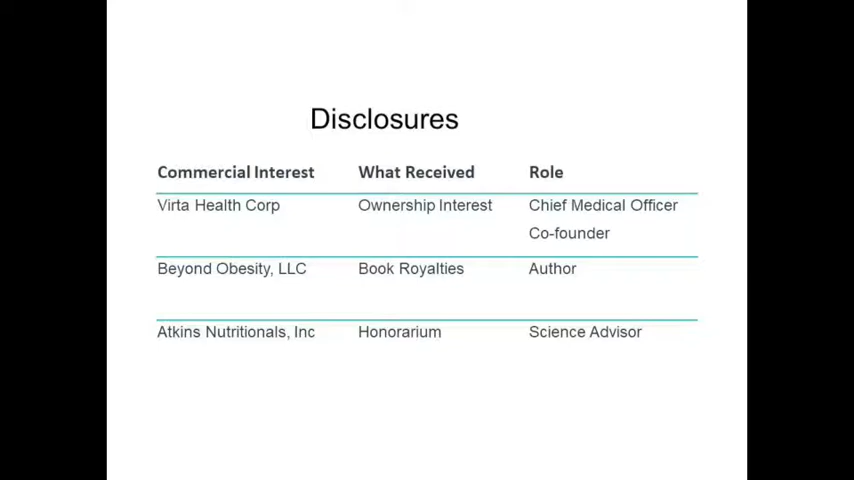 Disclosures
Commercial Interest What Received Role
Virta Health Corp Ownership Interest Chief Medical Officer
Co-founder
Beyond Obesity, LLC Book Royalties Author
Atkins Nutritionals, Inc Honorarium Science Advisor